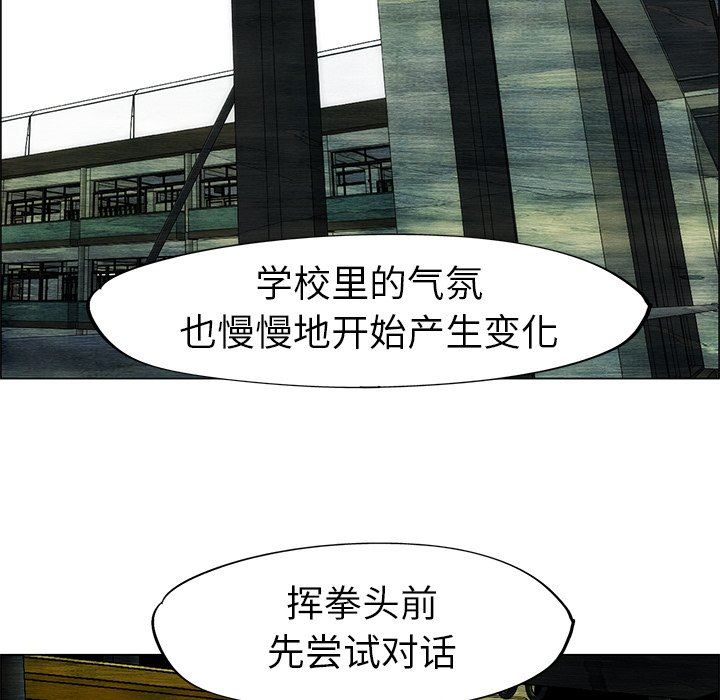 学校里的气氛
也慢慢地开始产生变化
挥拳头前
先尝试对话